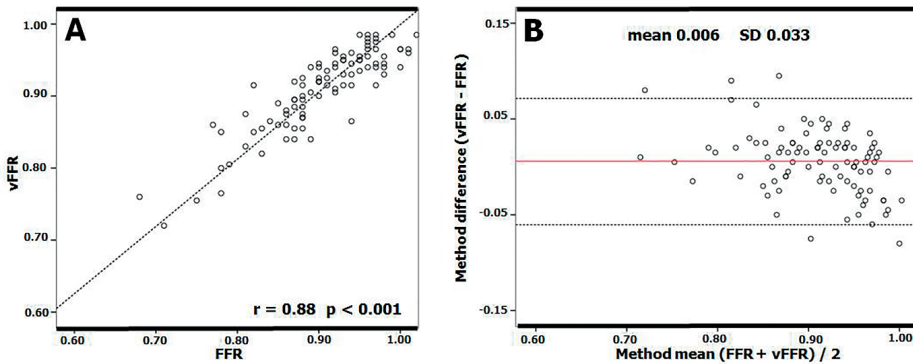 A
1.00
0.90
0.80
0.70
0.60
vFFR
r = 0.88 p < 0.001
0.60 0.70 0.80 0.90 1.00
FFR
B
mean 0.006 SD 0.033
0.15
0.05
-0.05
-0.15
Method difference (vFFR - FFR)
0.60 0.70 0.80 0.90 1.00
Method mean (FFR + vFFR) / 2